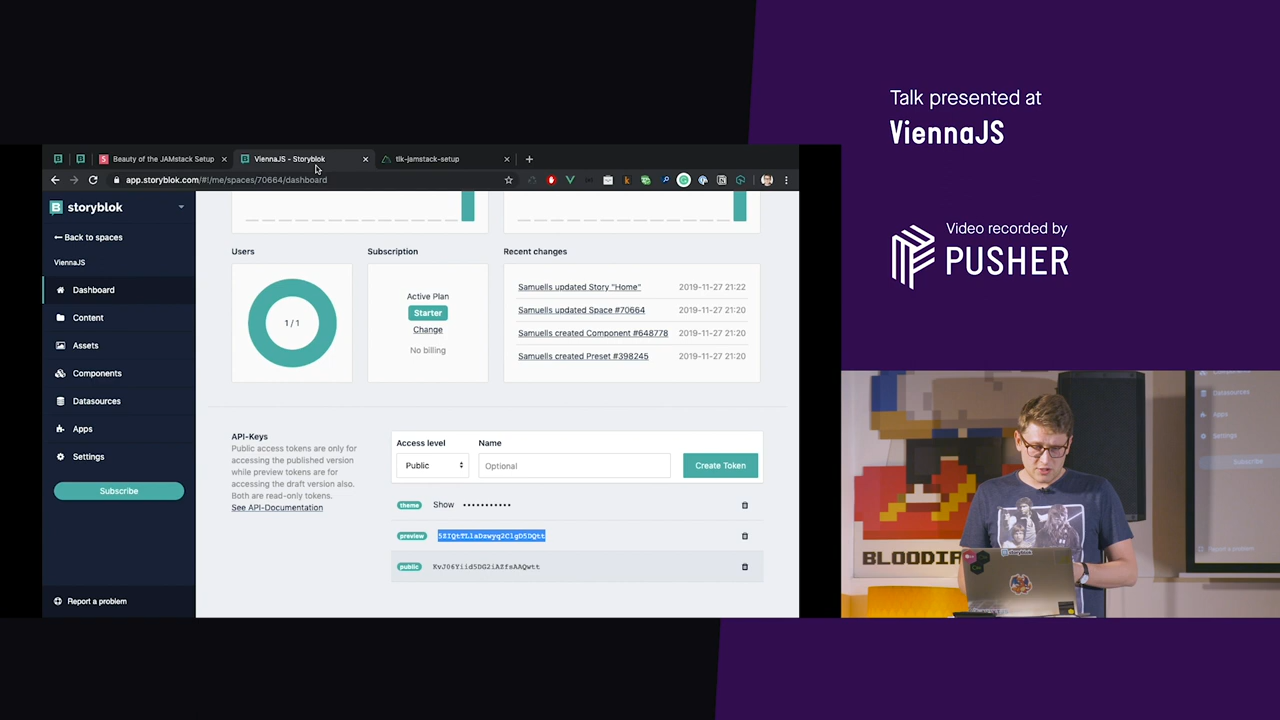 Talk presented at
ViennaJS
Video recorded by
PUSHER
Beauty of the JAMstack Setup
ViennaJS - Storyblok
tlk-jamstack-setup
app.storyblok.com/#!/me/spaces/70664/dashboard
storyblok
Back to spaces
ViennaJS
Dashboard
Content
Assets
Components
Datasources
Apps
Settings
Subscribe
Report a problem
Users
Subscription
Recent changes
1 / 1
Active Plan
Starter
Change
No billing
Samuells updated Story "Home" 2019-11-27 21:22
Samuells updated Space #70664 2019-11-27 21:20
Samuells created Component #648778 2019-11-27 21:20
Samuells created Preset #398245 2019-11-27 21:20
API-Keys
Public access tokens are only for
accessing the published version
while preview tokens are for
accessing the draft version also.
Both are read-only tokens.
See API-Documentation
Access level
Name
Public
Optional
Create Token
theme Show •••••••••••
preview
public
BLOODIF
storyblok
Datasources
Apps
Settings
Subscribe